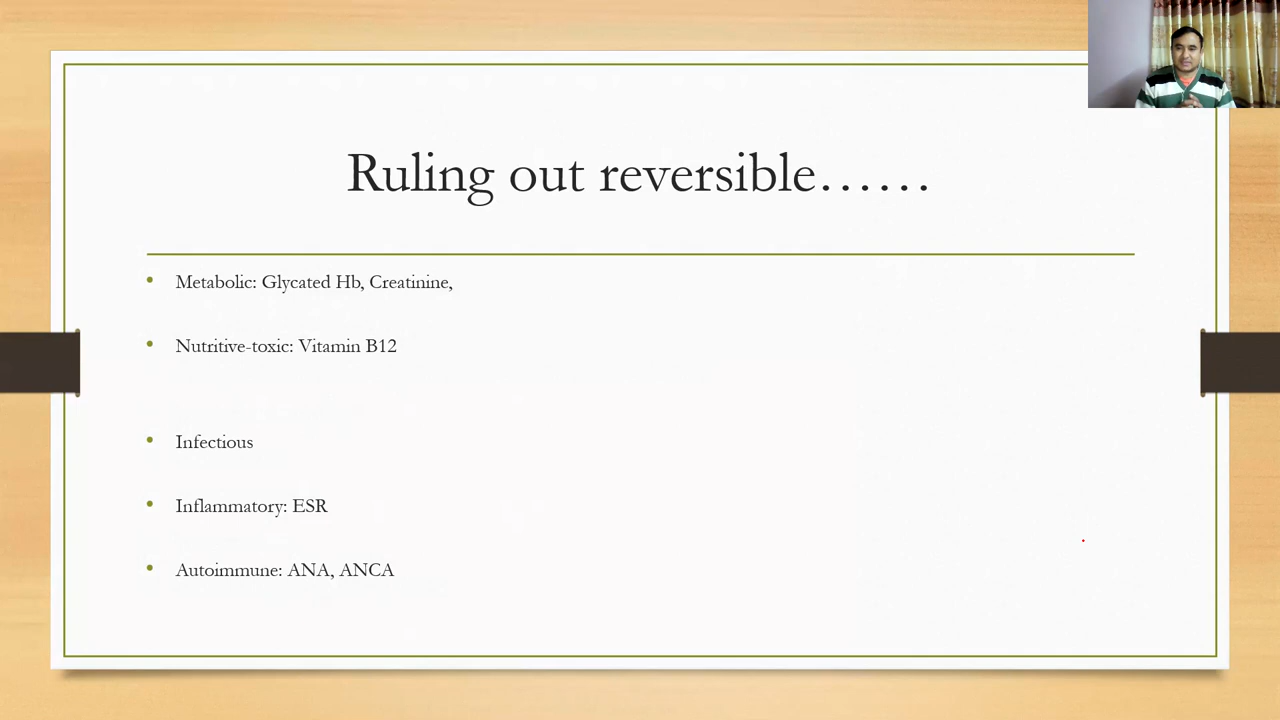 Ruling out reversible……
• Metabolic: Glycated Hb, Creatinine,
• Nutritive-toxic: Vitamin B12
• Infectious
• Inflammatory: ESR
• Autoimmune: ANA, ANCA